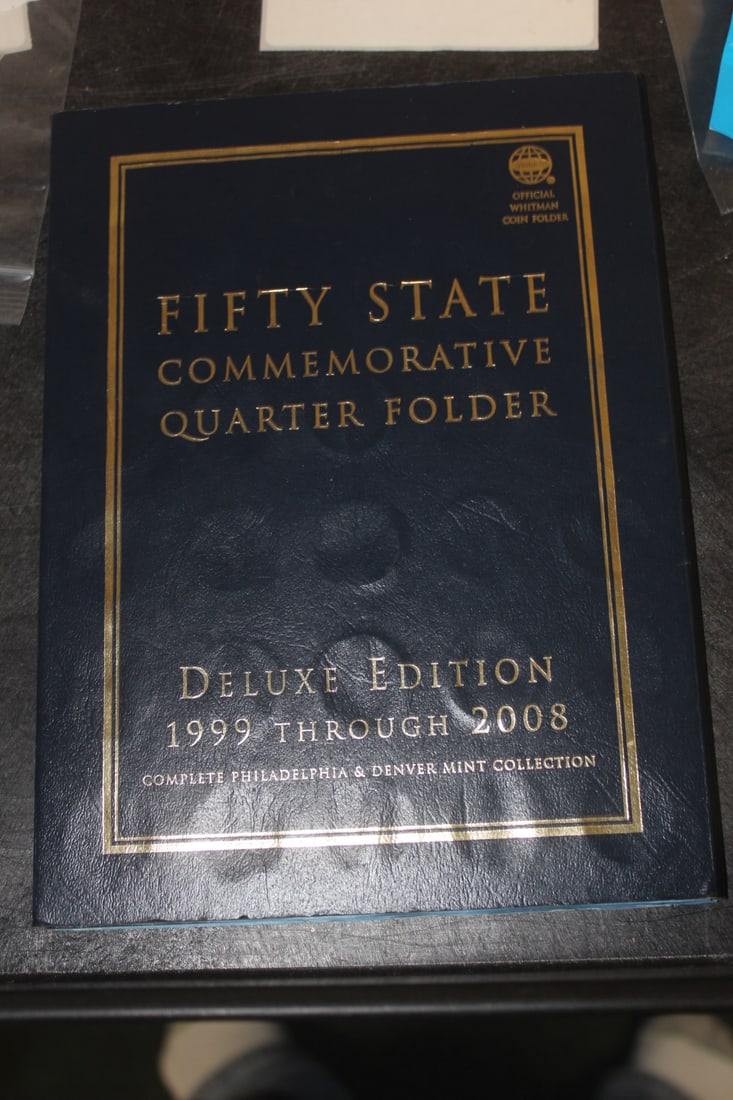 OFFICIAL
WHITMAN
COIN FOLDER
FIFTY STATE
COMMEMORATIVE
QUARTER FOLDER
DELUXE EDITION
1999 THROUGH 2008
COMPLETE PHILADELPHIA & DENVER MINT COLLECTION